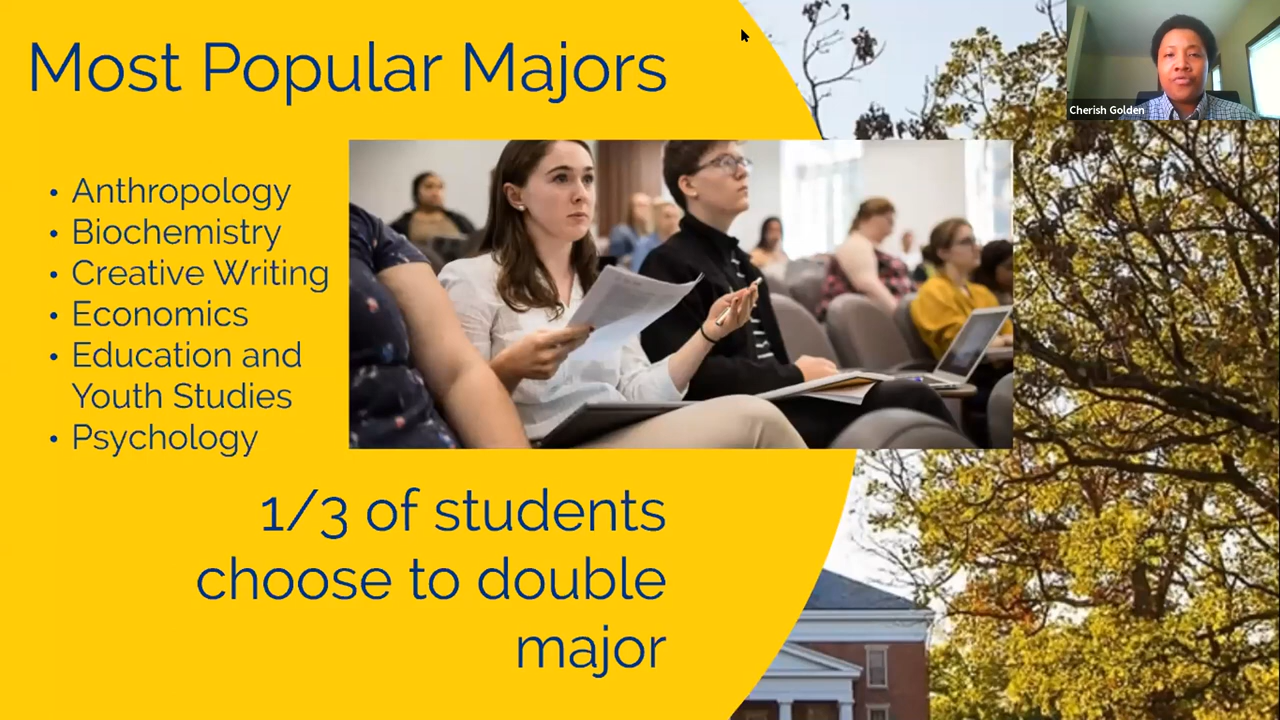 Most Popular Majors
Cherish Golden
• Anthropology
• Biochemistry
• Creative Writing
• Economics
• Education and
Youth Studies
• Psychology
1/3 of students
choose to double
major